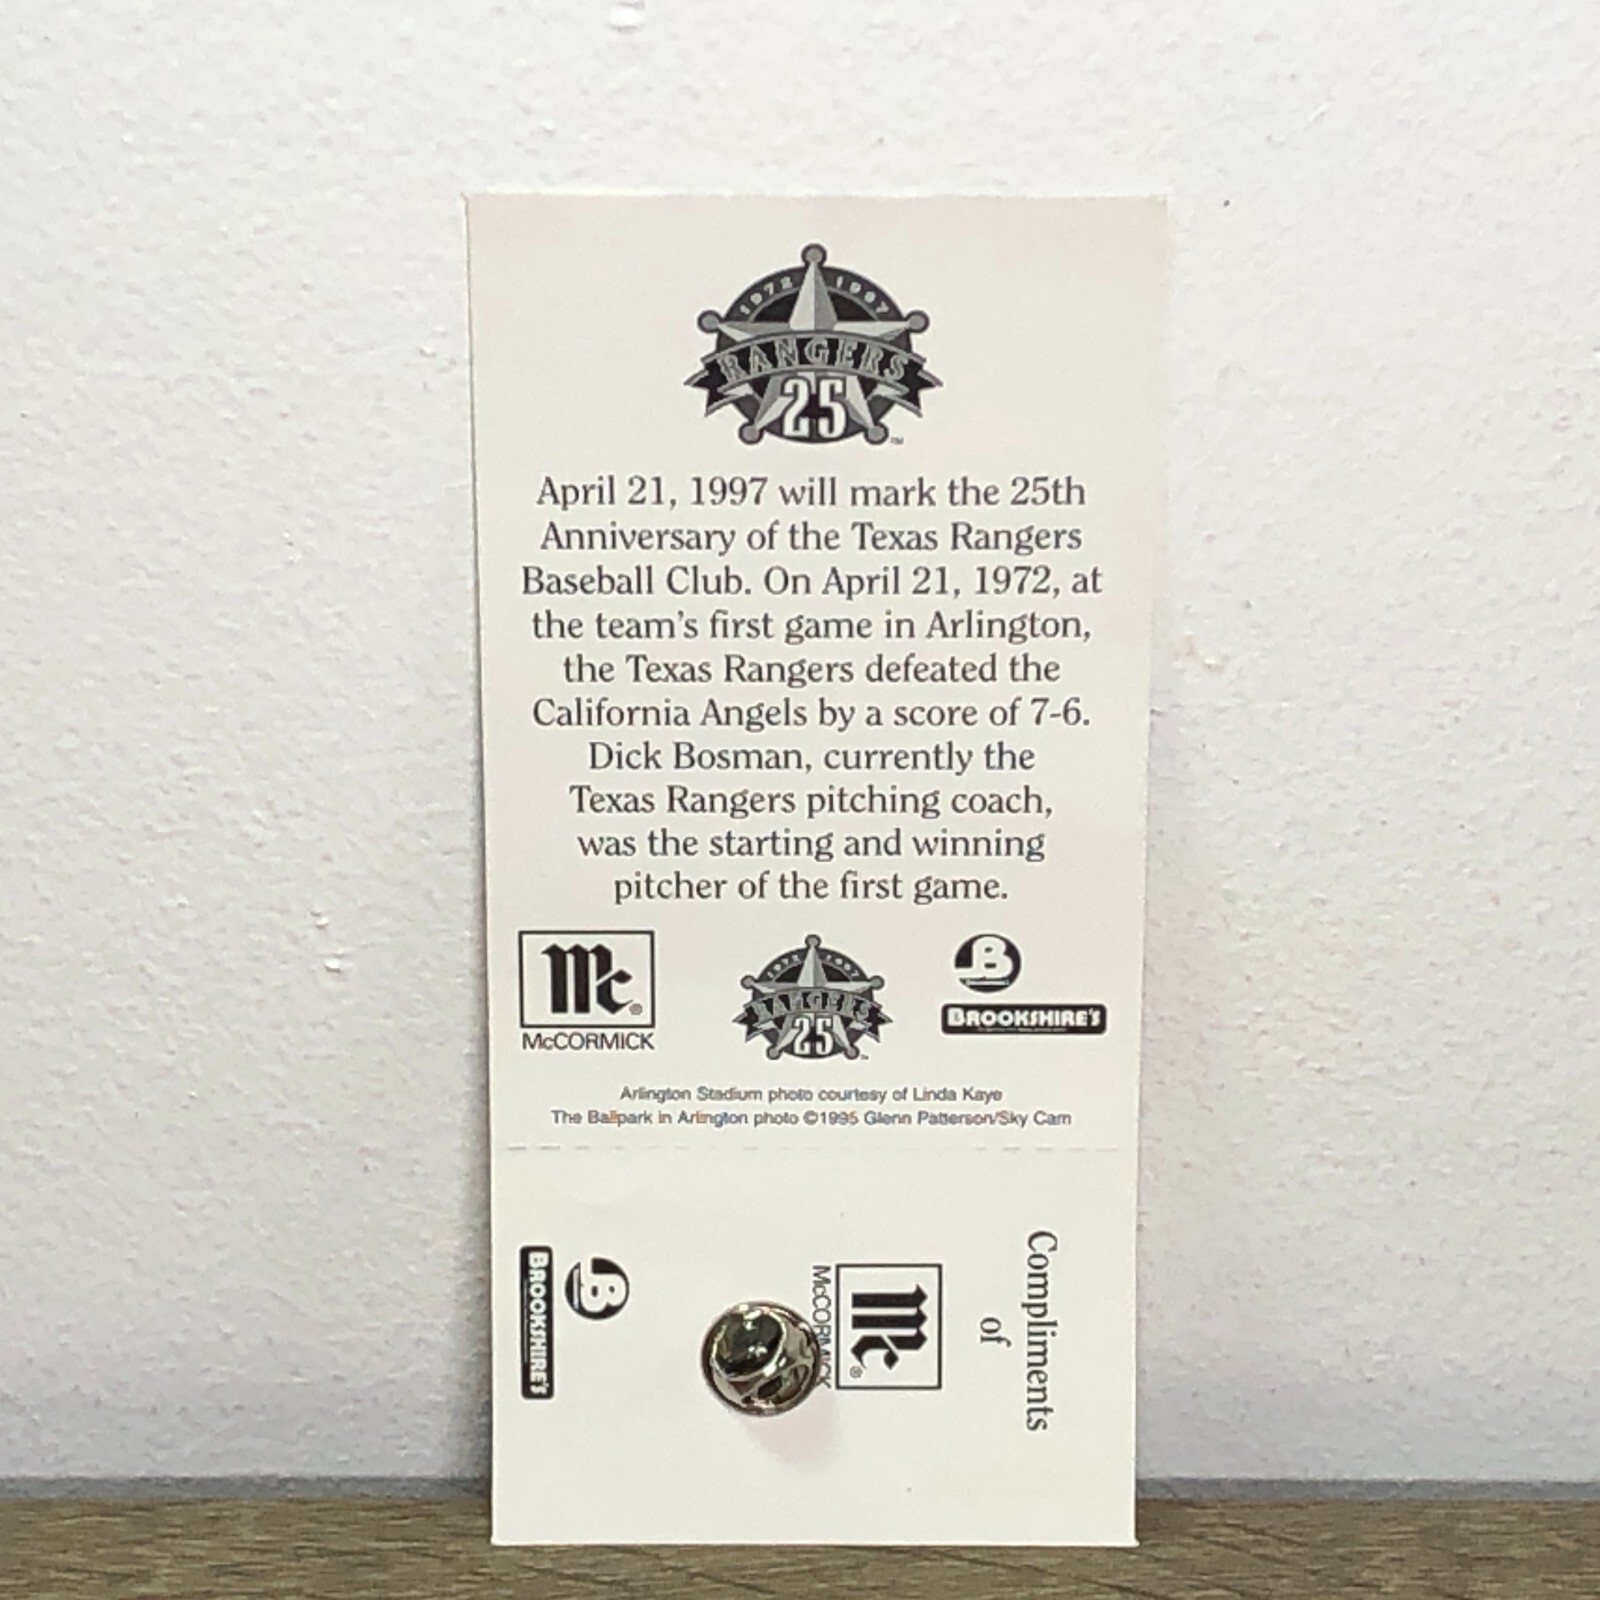 1972 1997
RANGERS
25
TM
April 21, 1997 will mark the 25th
Anniversary of the Texas Rangers
Baseball Club. On April 21, 1972, at
the team's first game in Arlington,
the Texas Rangers defeated the
California Angels by a score of 7-6.
Dick Bosman, currently the
Texas Rangers pitching coach,
was the starting and winning
pitcher of the first game.
Mc®
McCORMICK
1972 1997
RANGERS
25
B
BROOKSHIRE'S
Arlington Stadium photo courtesy of Linda Kaye
The Ballpark in Arlington photo ©1995 Glenn Patterson/Sky Cam
Compliments
of
Mc®
McCORMICK
B
BROOKSHIRE'S